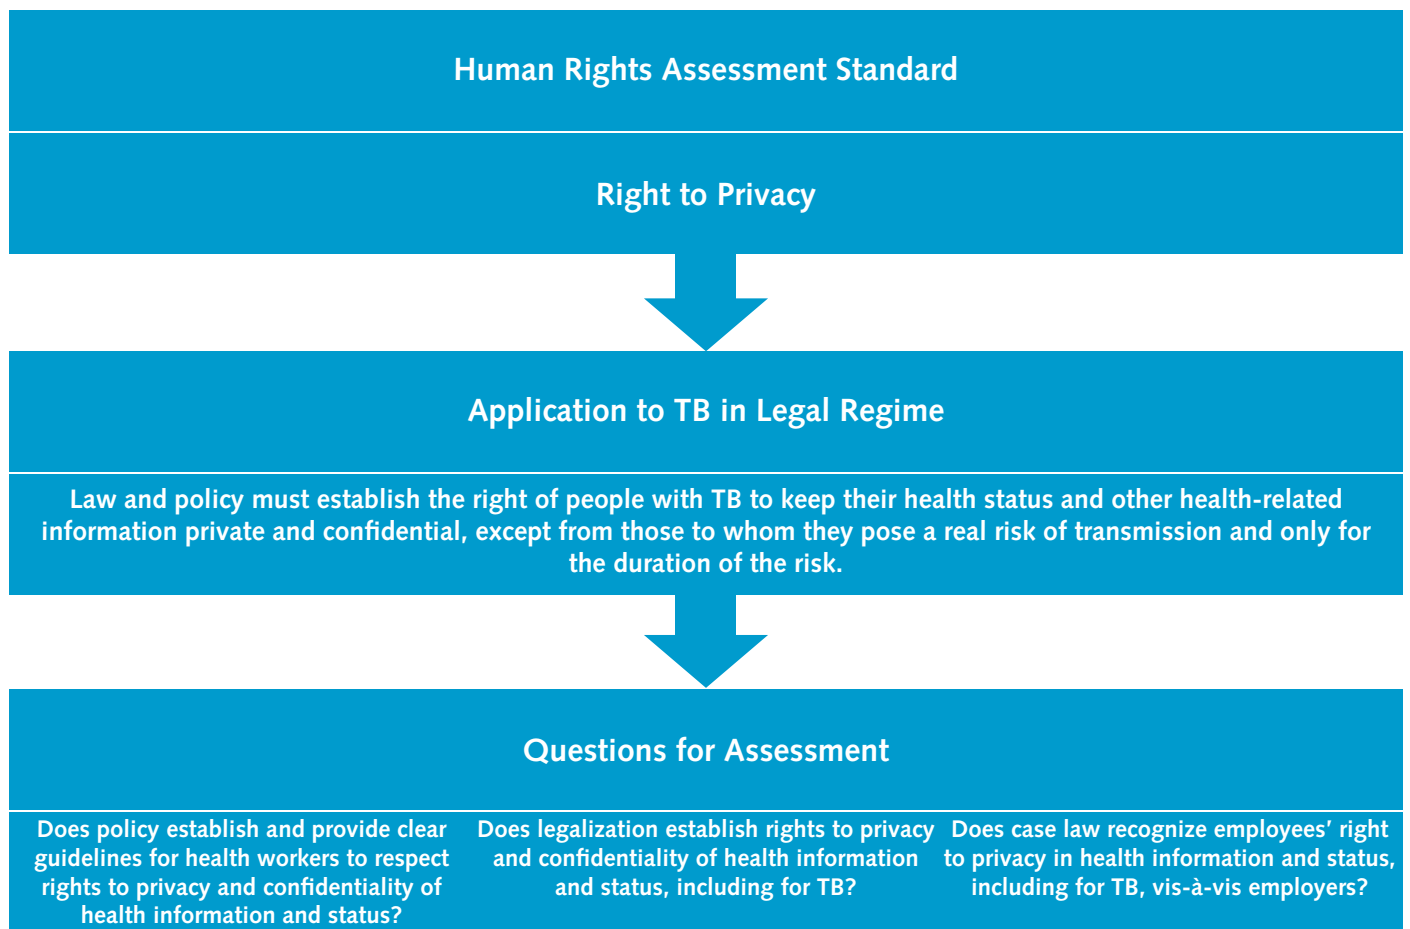 Human Rights Assessment Standard
Right to Privacy
Application to TB in Legal Regime
Law and policy must establish the right of people with TB to keep their health status and other health-related
information private and confidential, except from those to whom they pose a real risk of transmission and only for
the duration of the risk.
Questions for Assessment
Does policy establish and provide clear
guidelines for health workers to respect
rights to privacy and confidentiality of
health information and status?
Does legalization establish rights to privacy
and confidentiality of health information
and status, including for TB?
Does case law recognize employees’ right
to privacy in health information and status,
including for TB, vis-à-vis employers?